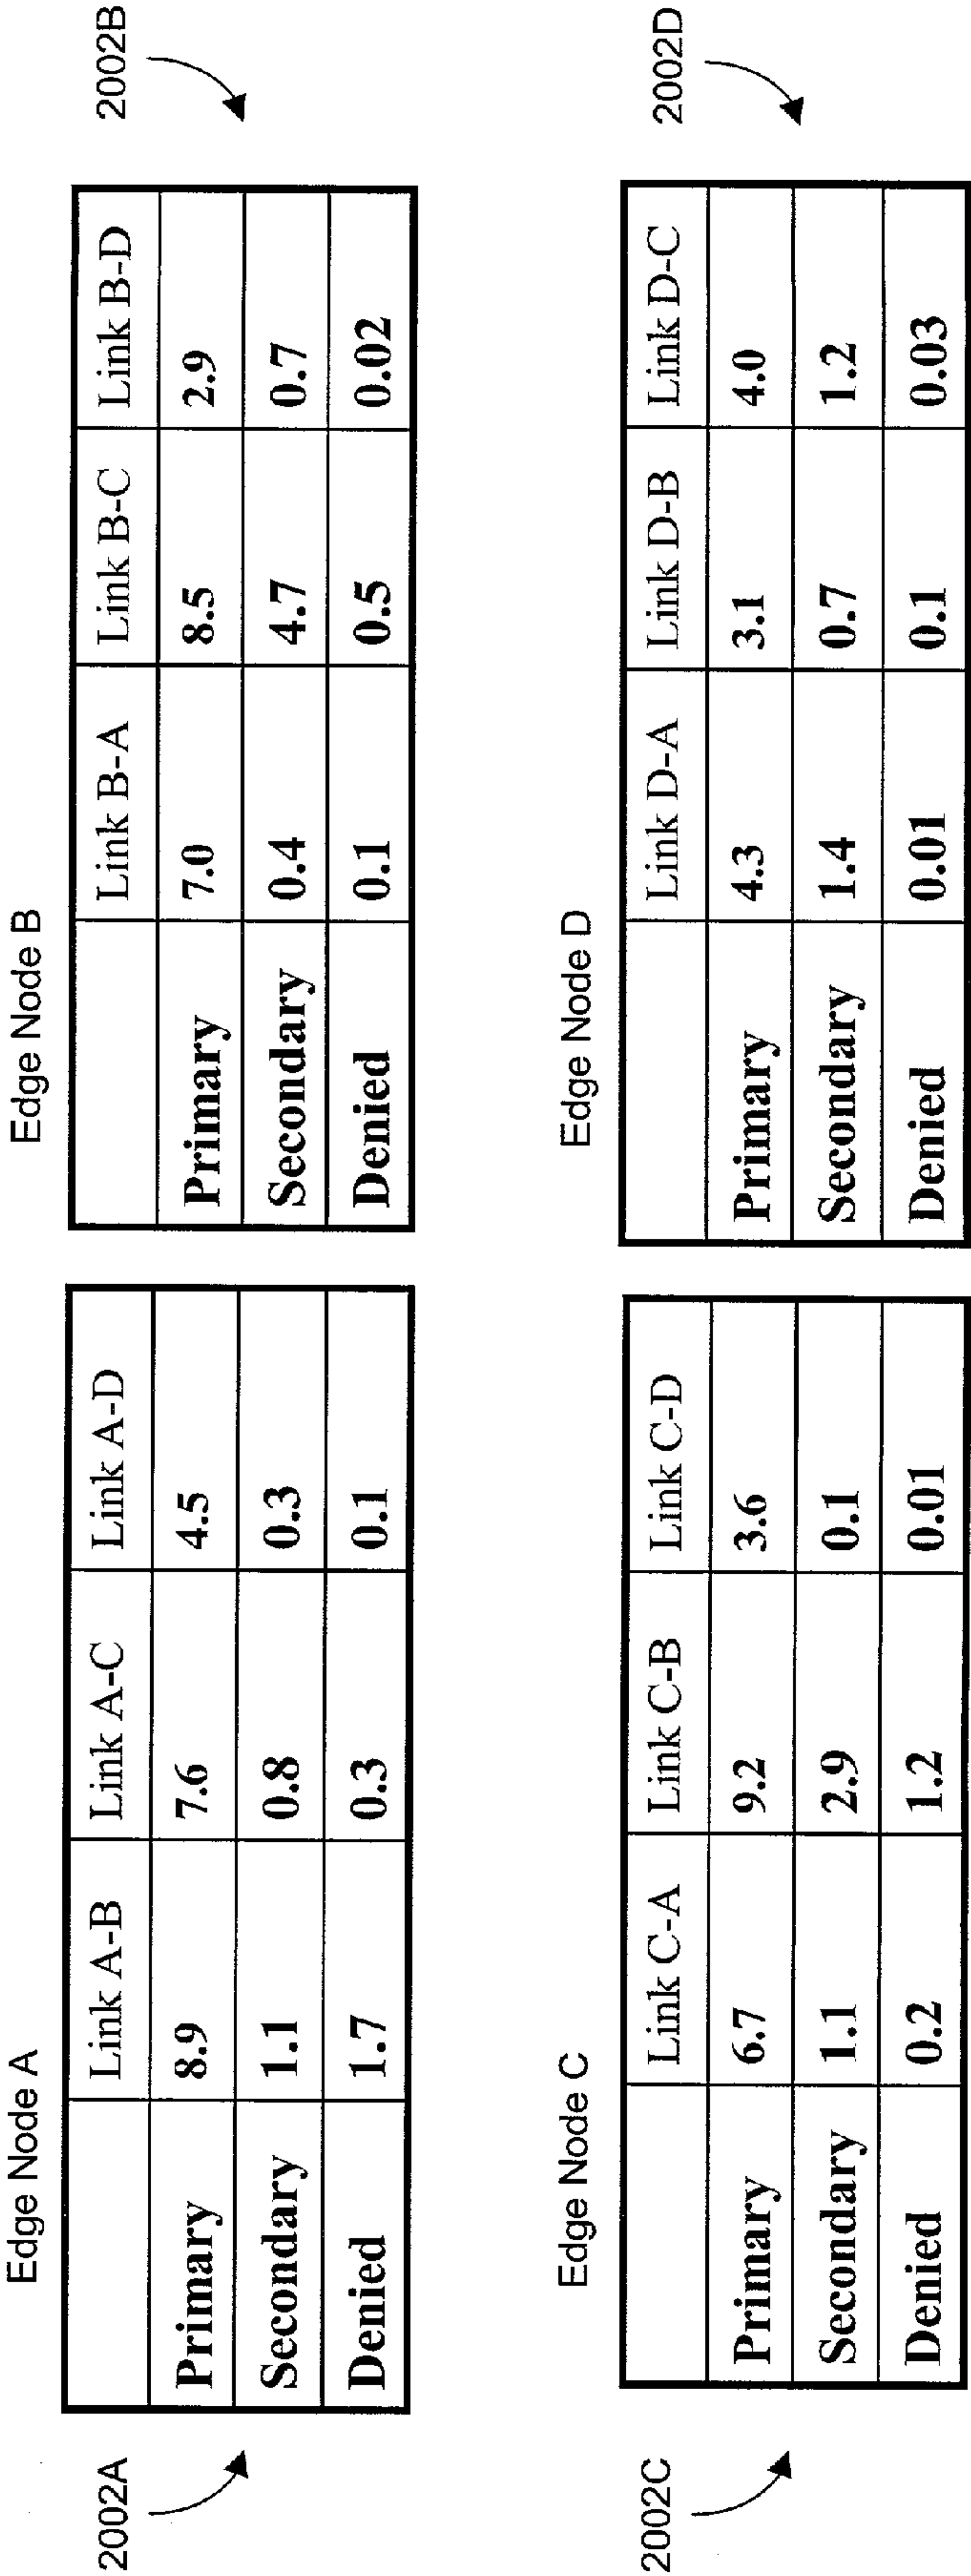 Edge Node A
2002A
Link A-B Link A-C Link A-D
Primary 8.9 7.6 4.5
Secondary 1.1 0.8 0.3
Denied 1.7 0.3 0.1
Edge Node B
2002B
Link B-A Link B-C Link B-D
Primary 7.0 8.5 2.9
Secondary 0.4 4.7 0.7
Denied 0.1 0.5 0.02
Edge Node C
2002C
Link C-A Link C-B Link C-D
Primary 6.7 9.2 3.6
Secondary 1.1 2.9 0.1
Denied 0.2 1.2 0.01
Edge Node D
2002D
Link D-A Link D-B Link D-C
Primary 4.3 3.1 4.0
Secondary 1.4 0.7 1.2
Denied 0.01 0.1 0.03